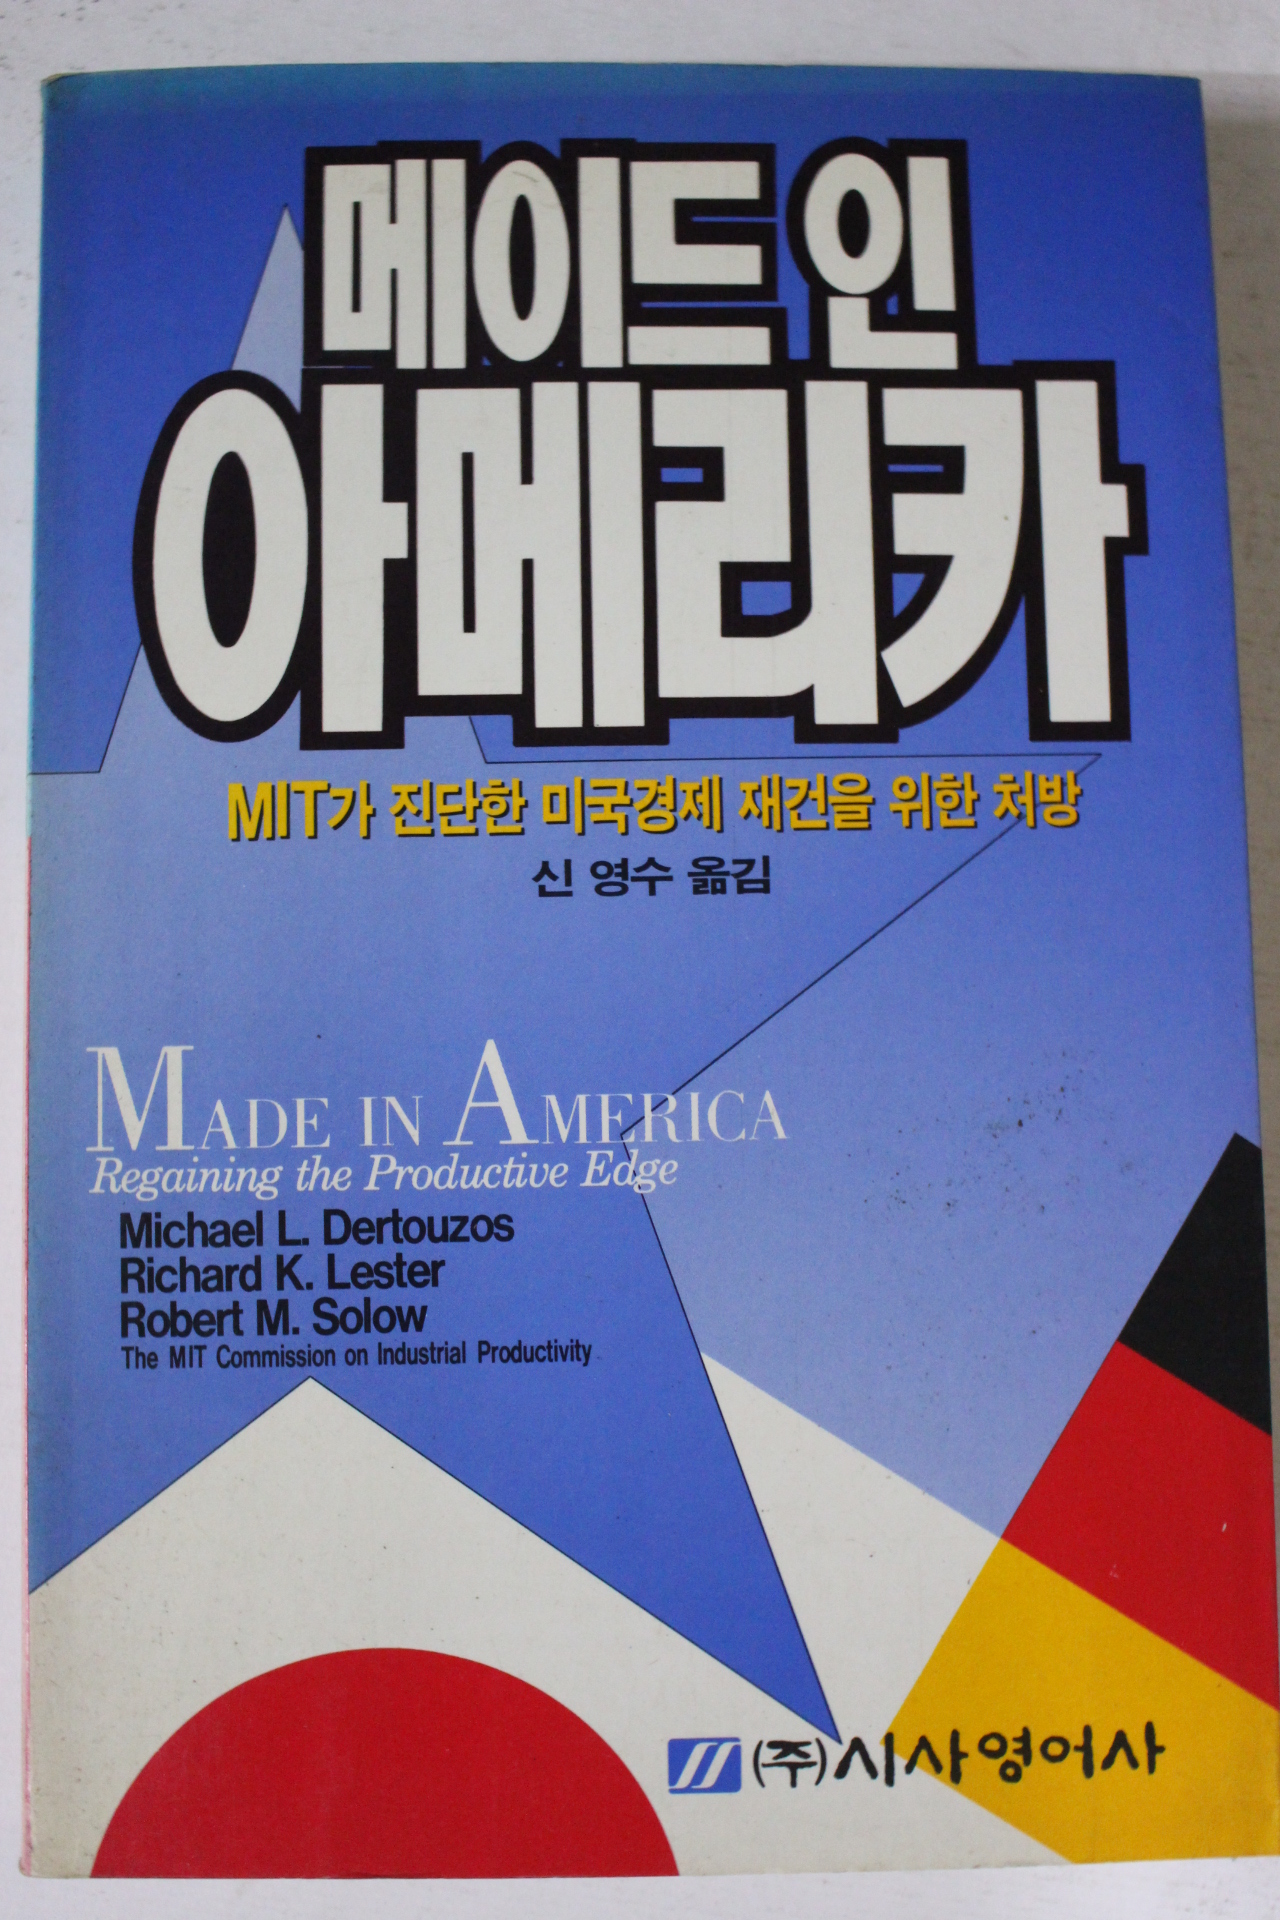 메이드 인
아메리카
MIT가 진단한 미국경제 재건을 위한 처방
신 영수 옮김
MADE IN AMERICA
Regaining the Productive Edge
Michael L. Dertouzos
Richard K. Lester
Robert M. Solow
The MIT Commission on Industrial Productivity
(주)시사영어사